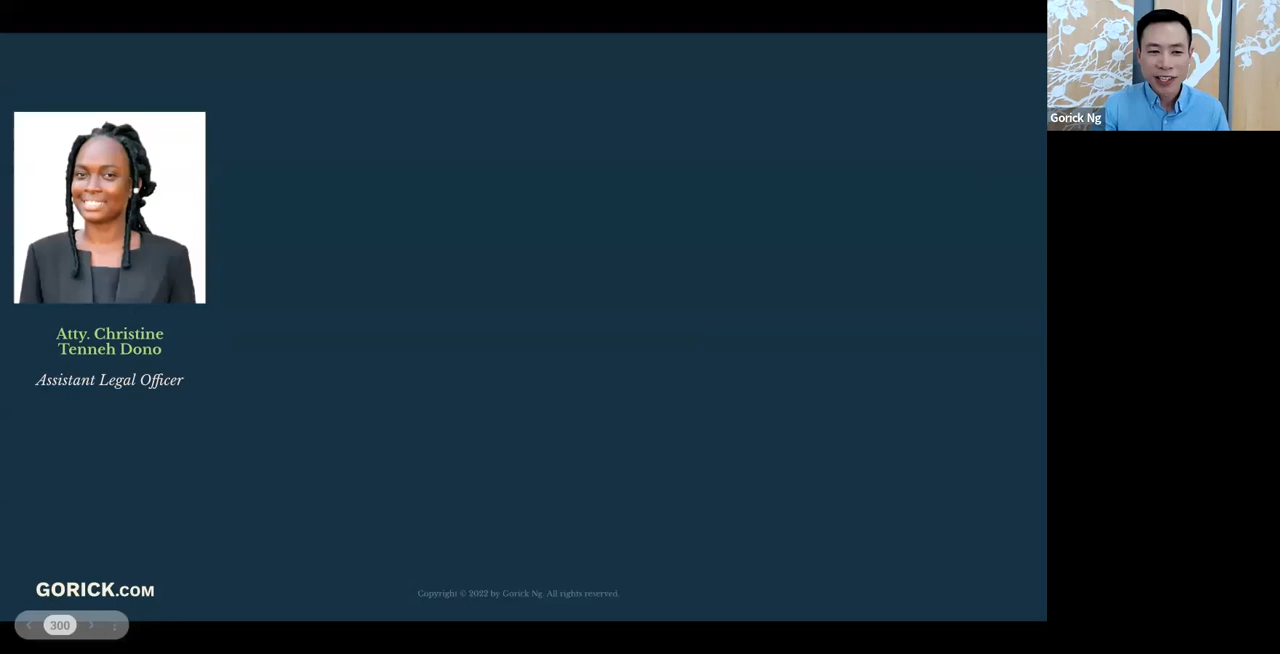 Gorick Ng
Atty. Christine
Tenneh Dono
Assistant Legal Officer
GORICK.COM
Copyright © 2022 by Gorick Ng. All rights reserved.
300